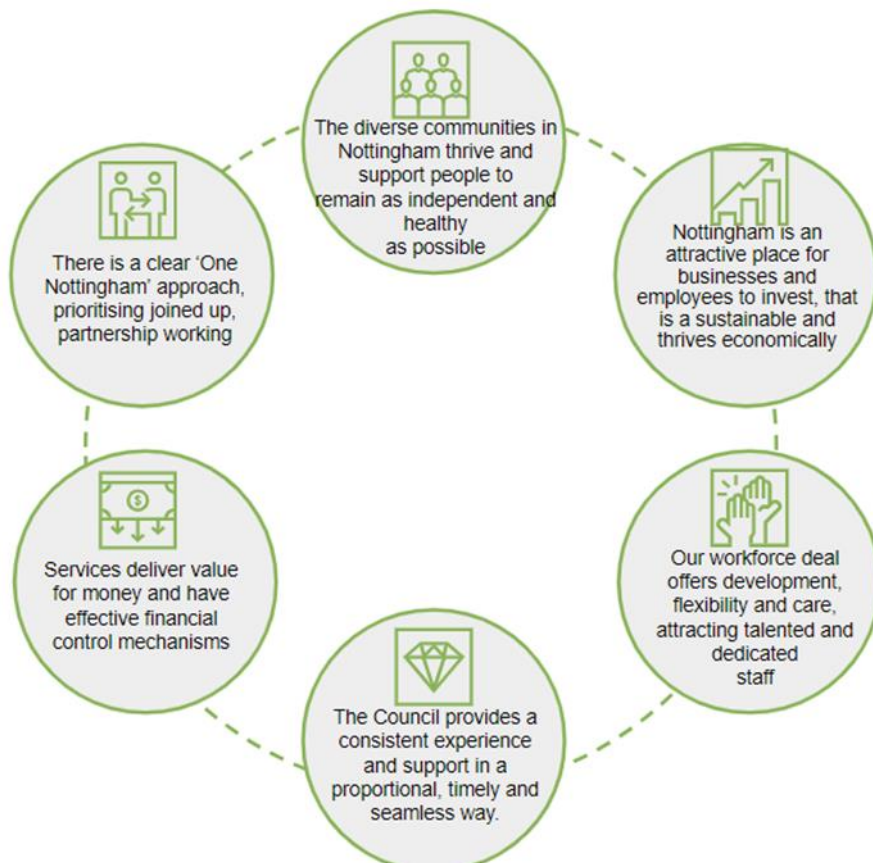 The diverse communities in
Nottingham thrive and
support people to
remain as independent and
healthy
as possible
Nottingham is an
attractive place for
businesses and
employees to invest, that
is a sustainable and
thrives economically
Our workforce deal
offers development,
flexibility and care,
attracting talented and
dedicated
staff
The Council provides a
consistent experience
and support in a
proportional, timely and
seamless way.
$
Services deliver value
for money and have
effective financial
control mechanisms
There is a clear ‘One
Nottingham’ approach,
prioritising joined up,
partnership working